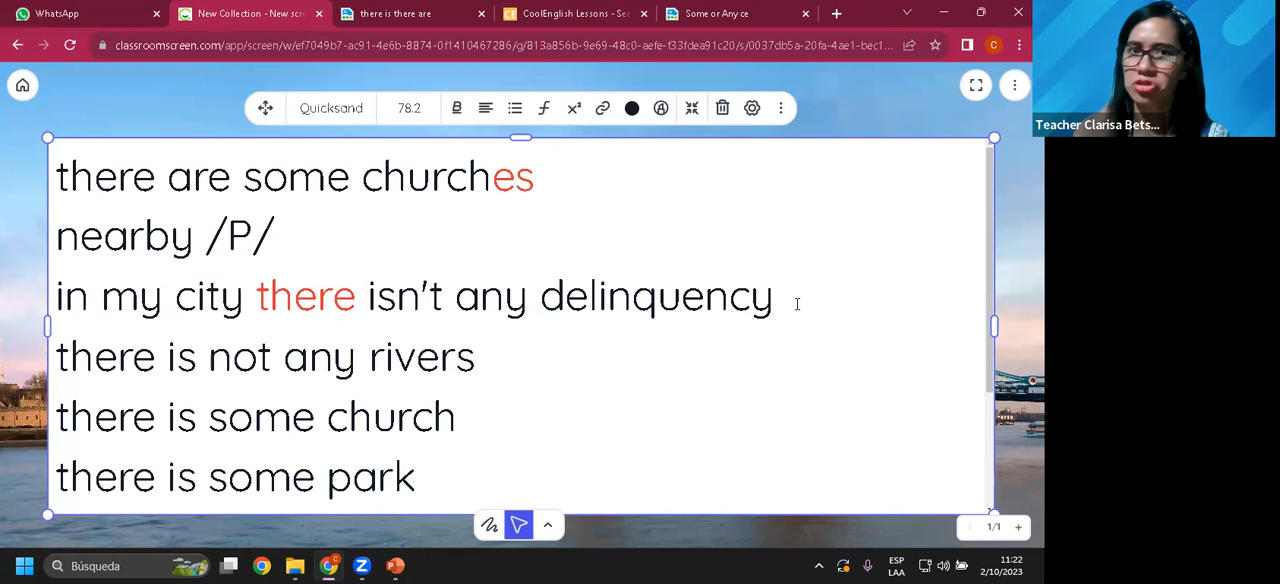 WhatsApp
New Collection - New scre
there is there are
CoolEnglish Lessons - Se
Some or Any ce
classroomscreen.com/app/screen/w/ef7049b7-ac91-4e6b-8874-0f1410467286/g/813a856b-9e69-48c0-aefe-f33fdea91c20/s/0037db5a-20fa-4ae1-bec1...
C
Quicksand 78.2 B
Teacher Clarisa Bets...
there are some churches
nearby /P/
in my city there isn't any delinquency
there is not any rivers
there is some church
there is some park
1/1 +
Búsqueda
ESP
LAA
11:22
2/10/2023